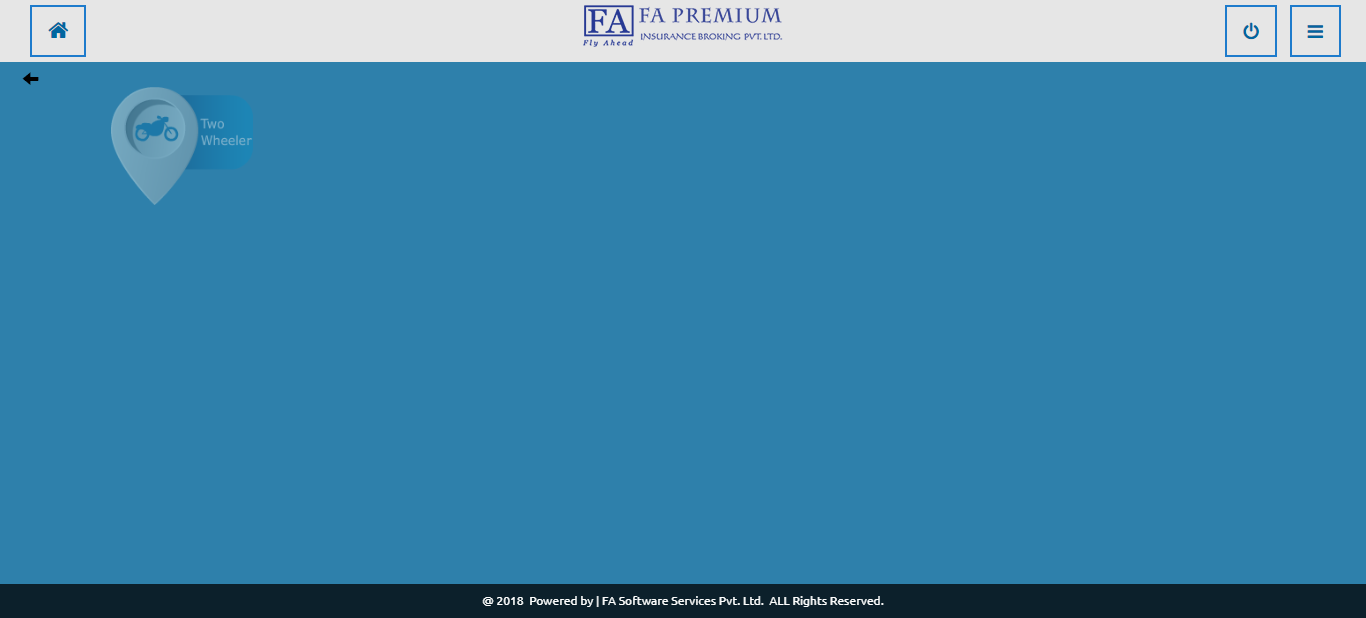 FA
Fly Ahead
FA PREMIUM
INSURANCE BROKING PVT. LTD.
Two
Wheeler
@ 2018 Powered by | FA Software Services Pvt. Ltd. ALL Rights Reserved.